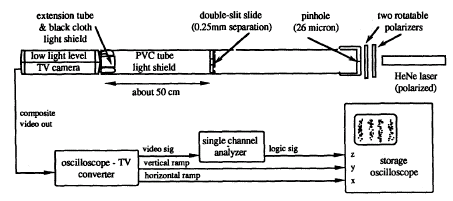 extension tube
& black cloth
light shield
double-slit slide
(0.25mm separation)
pinhole
(26 micron)
two rotatable
polarizers
low light level
TV camera
PVC tube
light shield
HeNe laser
(polarized)
about 50 cm
composite
video out
oscilloscope - TV
converter
video sig
vertical ramp
horizontal ramp
single channel
analyzer
logic sig
z
y
x
storage
oscilloscope